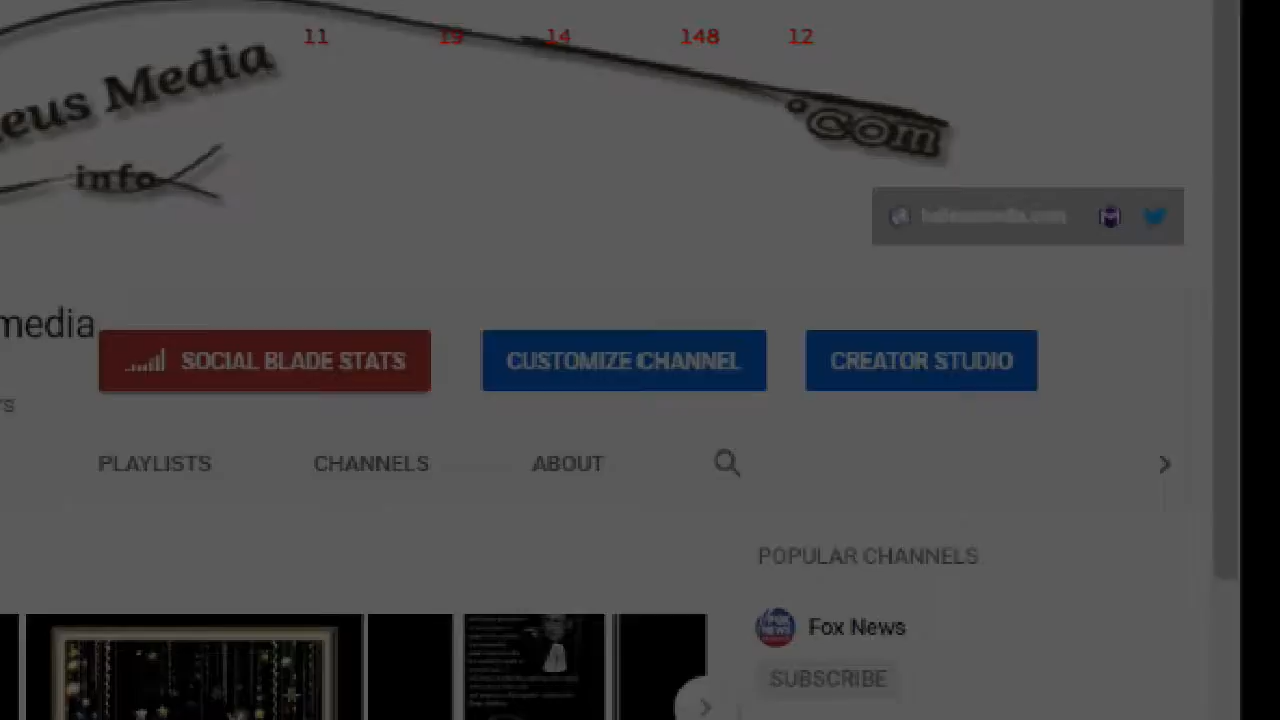 11 19 14 148 12
eus Media
.com
info
media
SOCIAL BLADE STATS
CUSTOMIZE CHANNEL
CREATOR STUDIO
PLAYLISTS
CHANNELS
ABOUT
POPULAR CHANNELS
Fox News
SUBSCRIBE